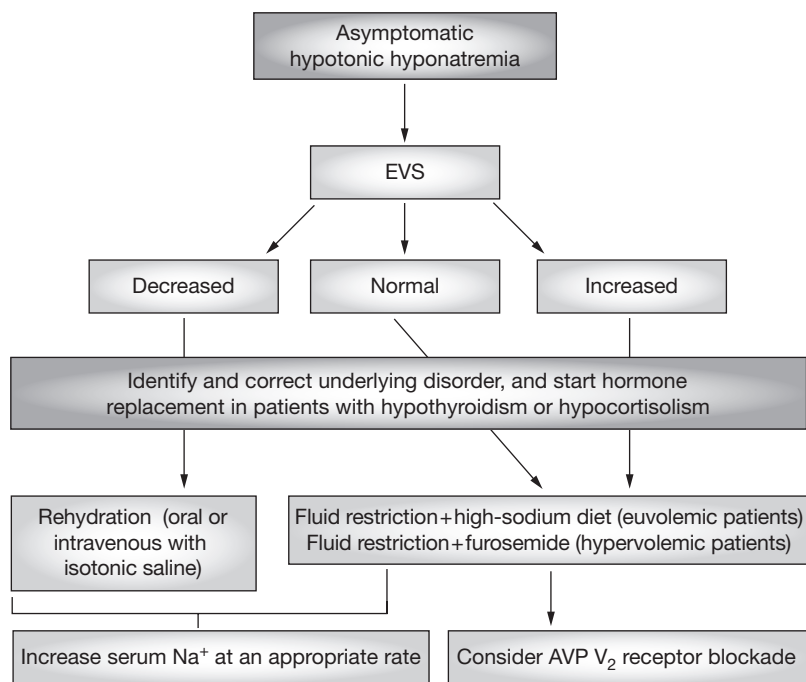 Asymptomatic
hypotonic hyponatremia
EVS
Decreased
Normal
Increased
Identify and correct underlying disorder, and start hormone
replacement in patients with hypothyroidism or hypocortisolism
Rehydration (oral or
intravenous with
isotonic saline)
Fluid restriction+high-sodium diet (euvolemic patients)
Fluid restriction+furosemide (hypervolemic patients)
Increase serum Na⁺ at an appropriate rate
Consider AVP V₂ receptor blockade